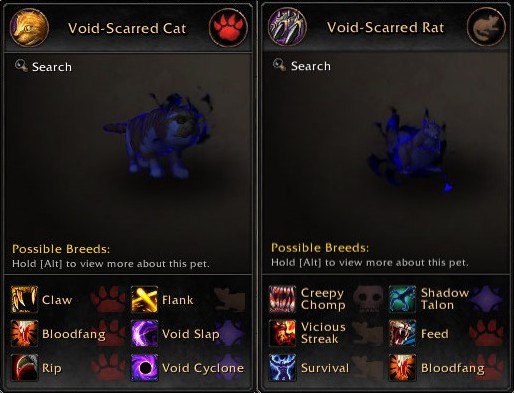 Void-Scarred Cat
Search
Possible Breeds:
Hold [Alt] to view more about this pet.
Claw
Flank
Bloodfang
Void Slap
Rip
Void Cyclone
Void-Scarred Rat
Search
Possible Breeds:
Hold [Alt] to view more about this pet.
Creepy
Chomp
Shadow
Talon
Vicious
Streak
Feed
Survival
Bloodfang